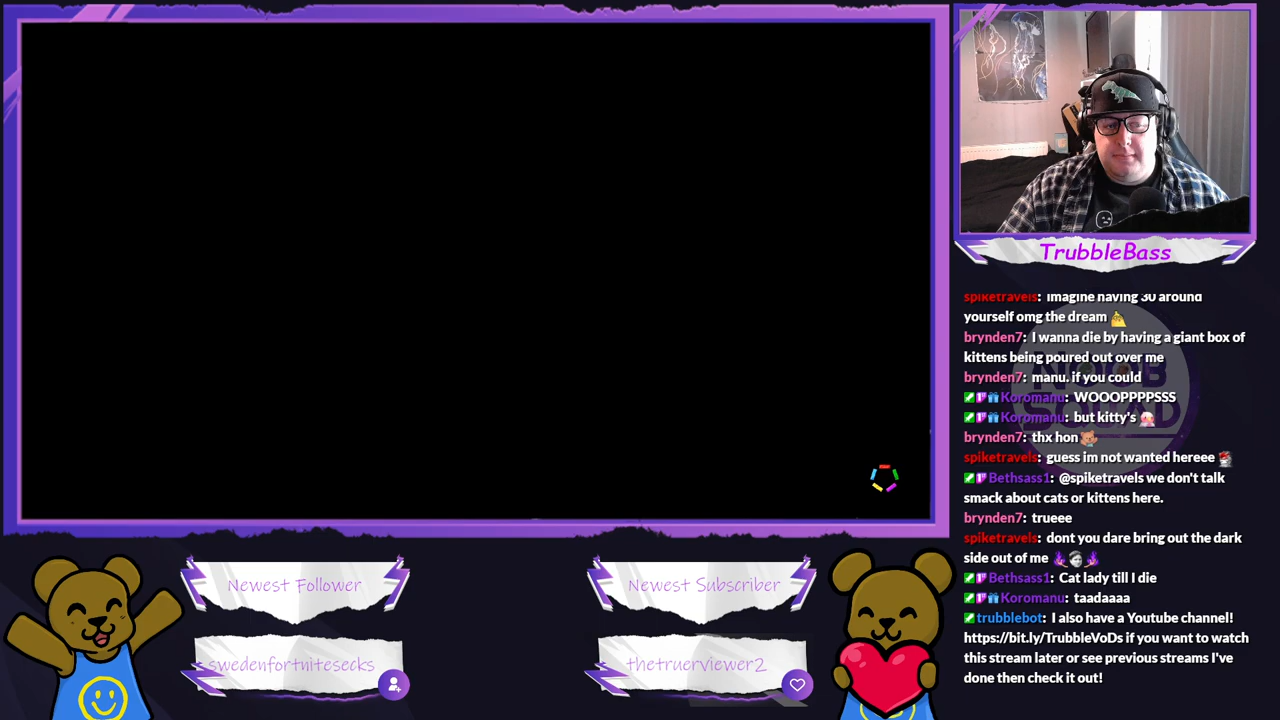 TrubbleBass
spiketravels: Imagine having 30 around
yourself omg the dream
brynden7: I wanna die by having a giant box of
kittens being poured out over me
brynden7: manu. if you could
Koromanu: WOOOPPPPSSS
Koromanu: but kitty's
brynden7: thx hon
spiketravels: guess im not wanted hereee
Bethsass1: @spiketravels we don't talk
smack about cats or kittens here.
brynden7: trueee
spiketravels: dont you dare bring out the dark
side out of me
Bethsass1: Cat lady till I die
Koromanu: taadaaaa
trubblebot: I also have a Youtube channel!
https://bit.ly/TrubbleVoDs if you want to watch
this stream later or see previous streams I've
done then check it out!
NOOB
SQUAD
Newest Follower
swedenfortnitesecks
Newest Subscriber
thetruerviewer2